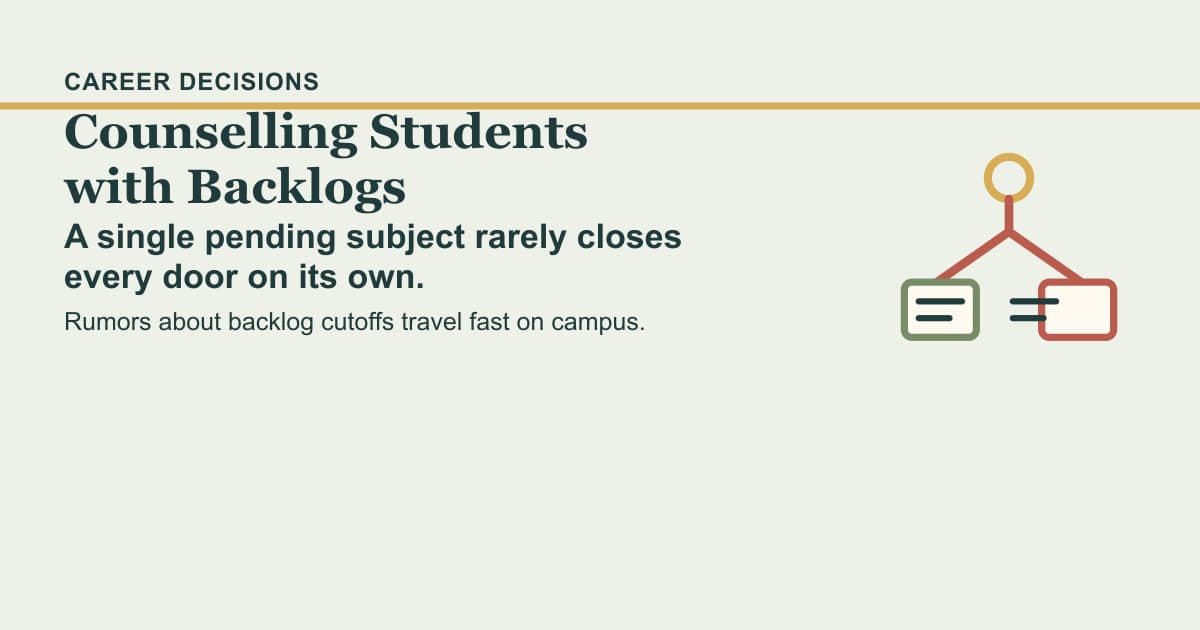 CAREER DECISIONS
Counselling Students
with Backlogs
A single pending subject rarely closes
every door on its own.
Rumors about backlog cutoffs travel fast on campus.